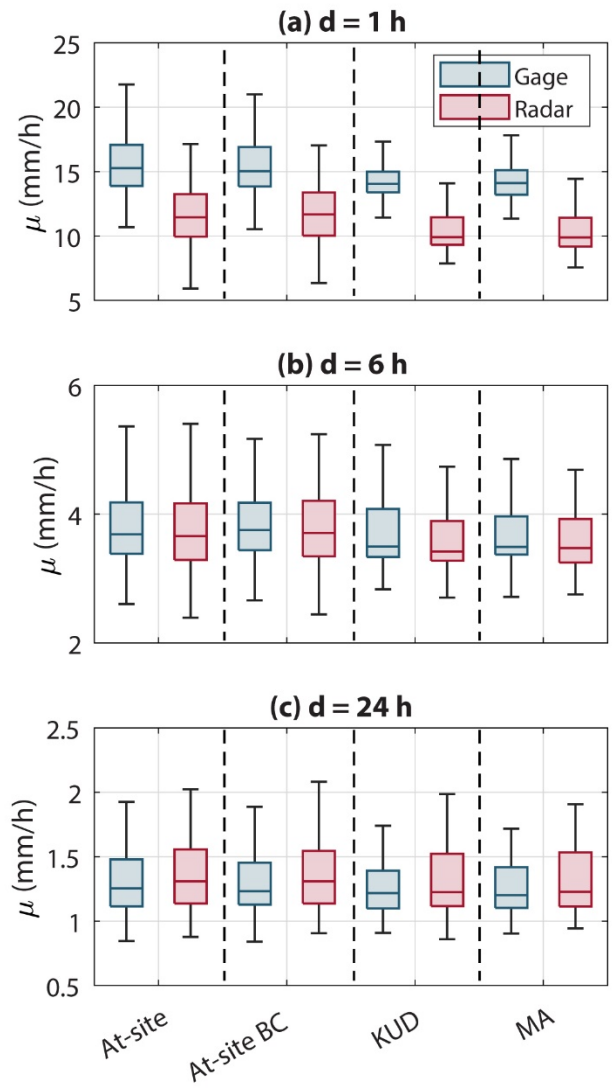 (a) d = 1 h
25
20
15
10
5
μ (mm/h)
Gage
Radar
(b) d = 6 h
6
4
2
μ (mm/h)
(c) d = 24 h
2.5
2
1.5
1
0.5
μ (mm/h)
At-site
At-site BC
KUD
MA